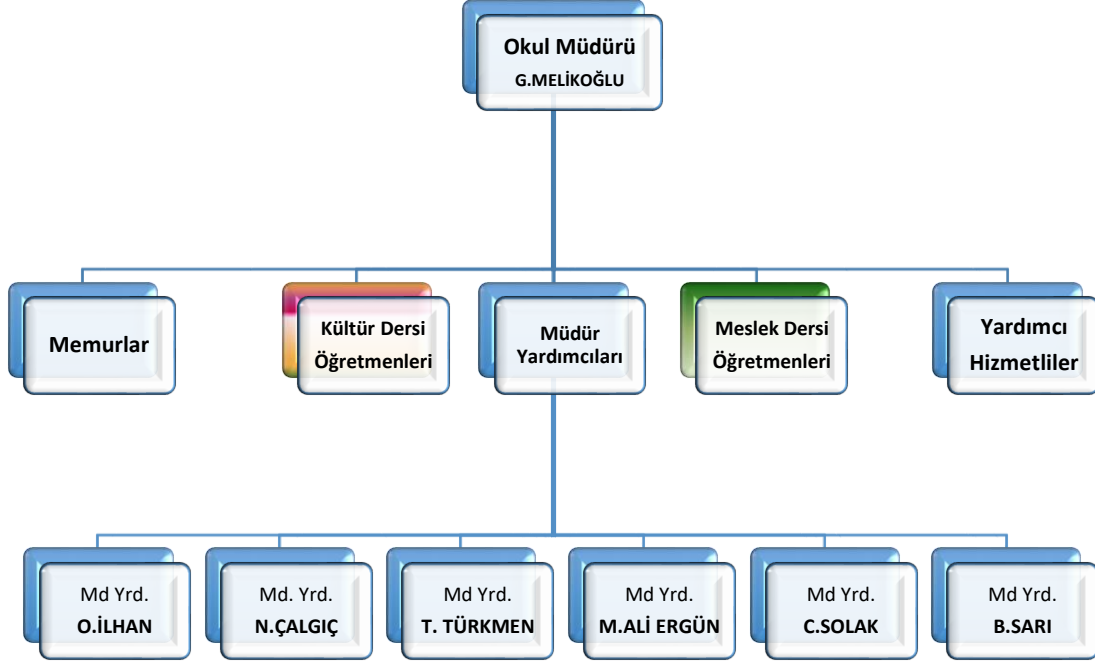 Okul Müdürü
G.MELİKOĞLU
Memurlar
Kültür Dersi
Öğretmenleri
Müdür
Yardımcıları
Meslek Dersi
Öğretmenleri
Yardımcı
Hizmetliler
Md Yrd.
O.İLHAN
Md. Yrd.
N.ÇALGIÇ
Md Yrd.
T. TÜRKMEN
Md Yrd.
M.ALİ ERGÜN
Md Yrd.
C.SOLAK
Md Yrd.
B.SARI